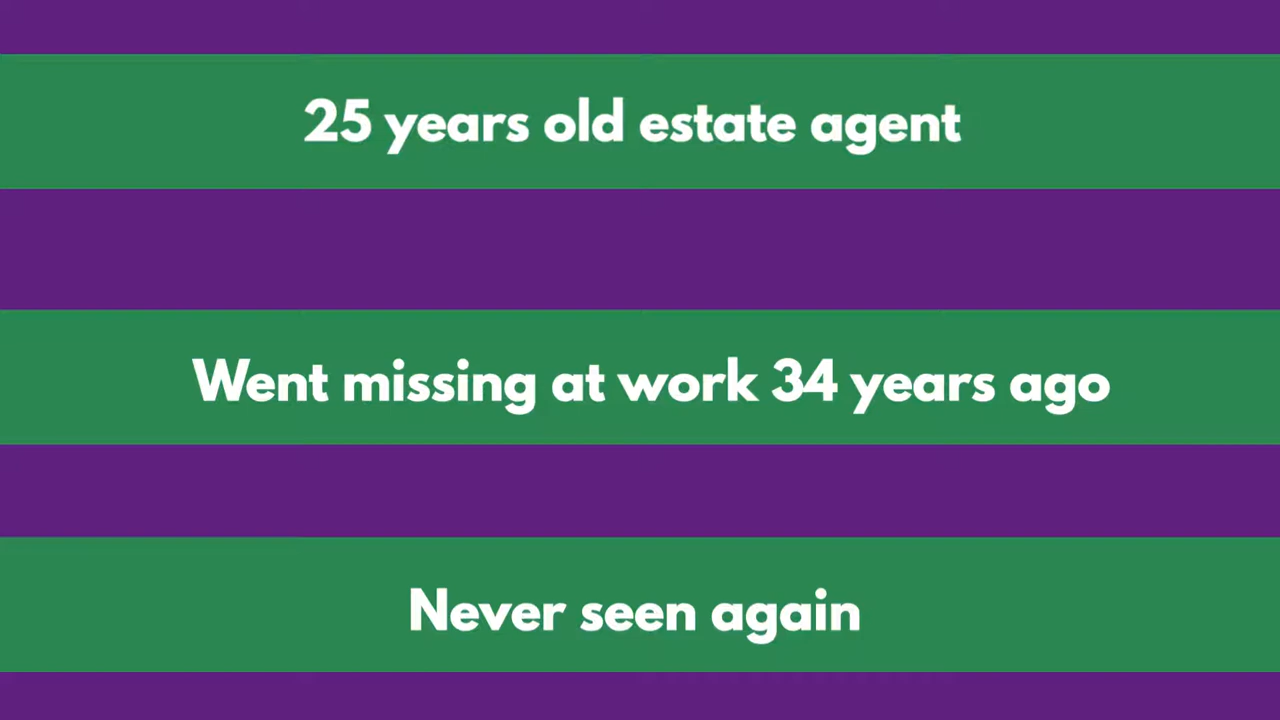 25 years old estate agent
Went missing at work 34 years ago
Never seen again